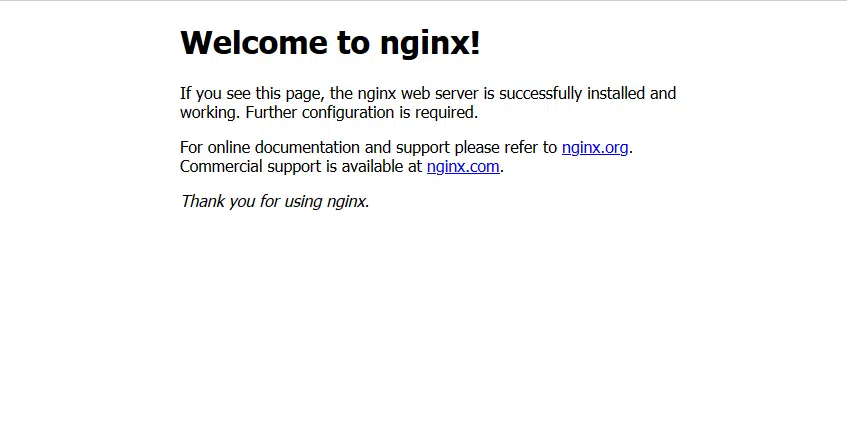 Welcome to nginx!
If you see this page, the nginx web server is successfully installed and
working. Further configuration is required.
For online documentation and support please refer to nginx.org.
Commercial support is available at nginx.com.
Thank you for using nginx.